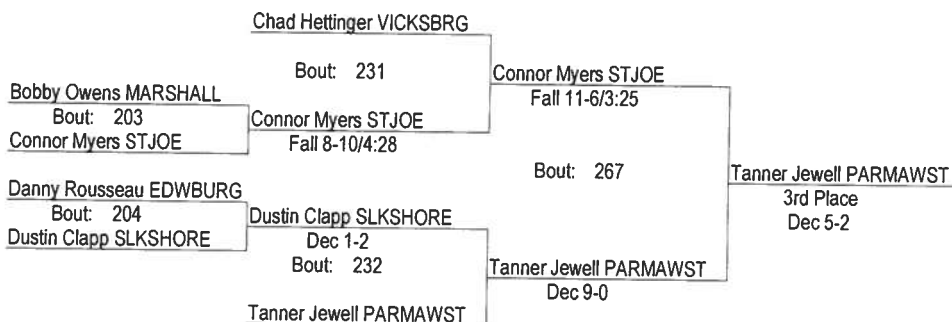 Chad Hettinger VICKSBRG
Bout: 231
Connor Myers STJOE
Fall 11-6/3:25
Bobby Owens MARSHALL
Bout: 203
Connor Myers STJOE
Fall 8-10/4:28
Connor Myers STJOE
Bout: 267
Tanner Jewell PARMAWST
3rd Place
Dec 5-2
Danny Rousseau EDWBURG
Bout: 204
Dustin Clapp SLKSHORE
Dec 1-2
Dustin Clapp SLKSHORE
Bout: 232
Tanner Jewell PARMAWST
Dec 9-0
Tanner Jewell PARMAWST